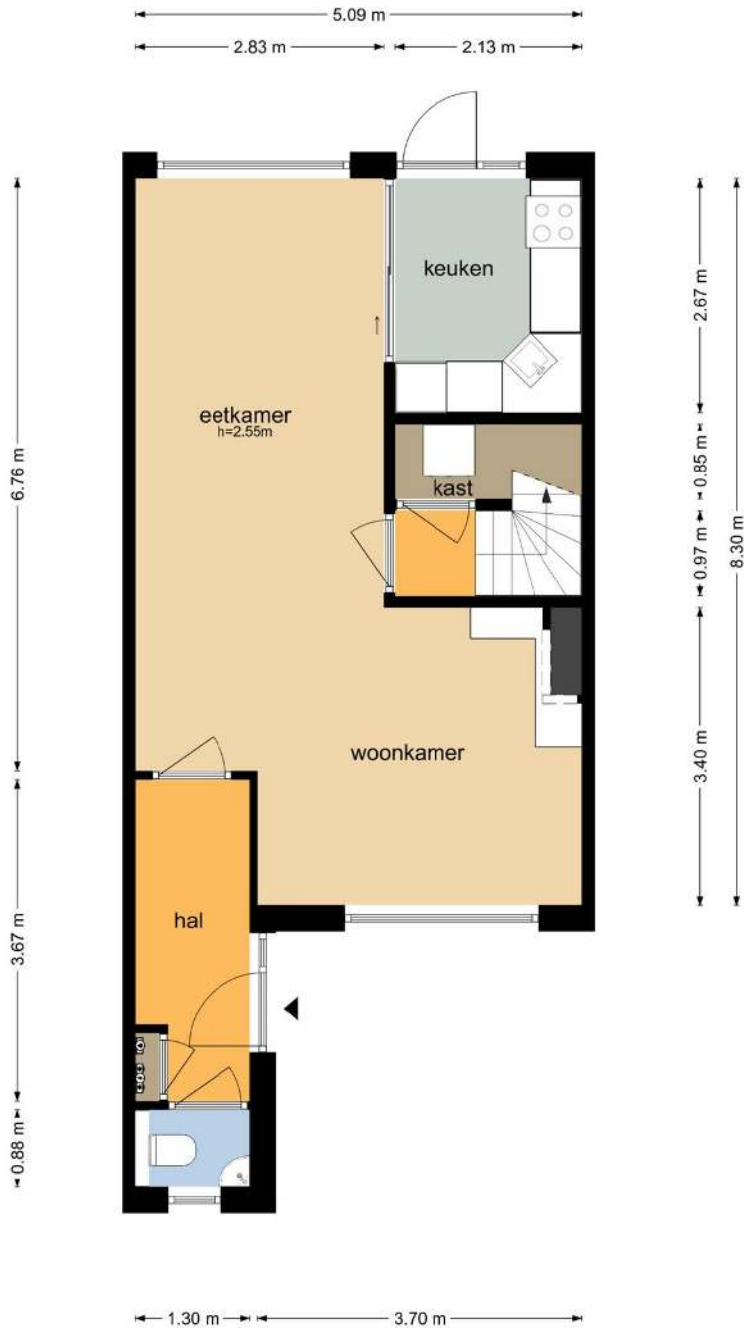 5.09 m
2.83 m
2.13 m
keuken
2.67 m
eetkamer
h=2.55m
6.76 m
kast
0.85 m
0.97 m
8.30 m
woonkamer
3.40 m
hal
3.67 m
0.88 m
1.30 m
3.70 m